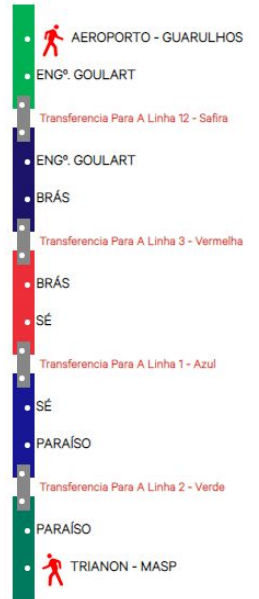 AEROPORTO - GUARULHOS
ENGº. GOULART
Transferencia Para A Linha 12 - Safira
ENGº. GOULART
BRÁS
Transferencia Para A Linha 3 - Vermelha
BRÁS
SÉ
Transferencia Para A Linha 1 - Azul
SÉ
PARAÍSO
Transferencia Para A Linha 2 - Verde
PARAÍSO
TRIANON - MASP